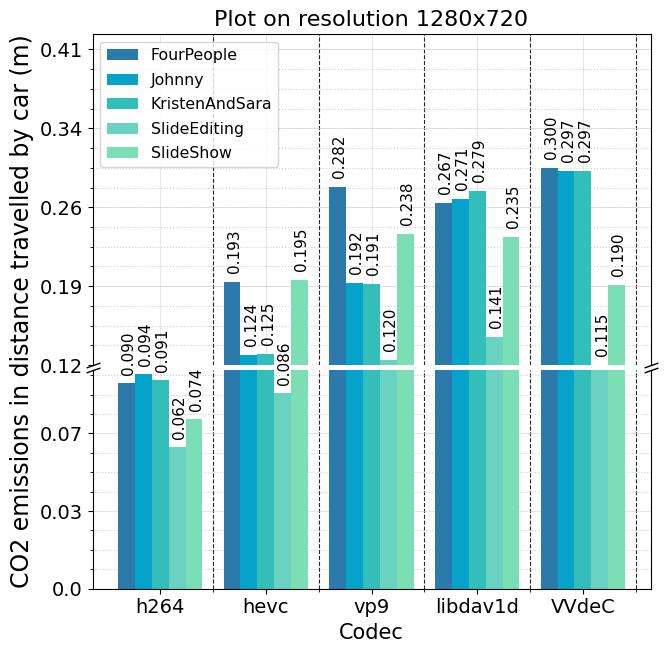 Plot on resolution 1280x720
CO2 emissions in distance travelled by car (m)
0.41
0.34
0.26
0.19
0.12
0.07
0.03
0.0
FourPeople
Johnny
KristenAndSara
SlideEditing
SlideShow
0.090
0.094
0.091
0.062
0.074
0.193
0.124
0.125
0.086
0.195
0.282
0.192
0.191
0.120
0.238
0.267
0.271
0.279
0.141
0.235
0.300
0.297
0.297
0.115
0.190
h264
hevc
vp9
libdav1d
VVdeC
Codec